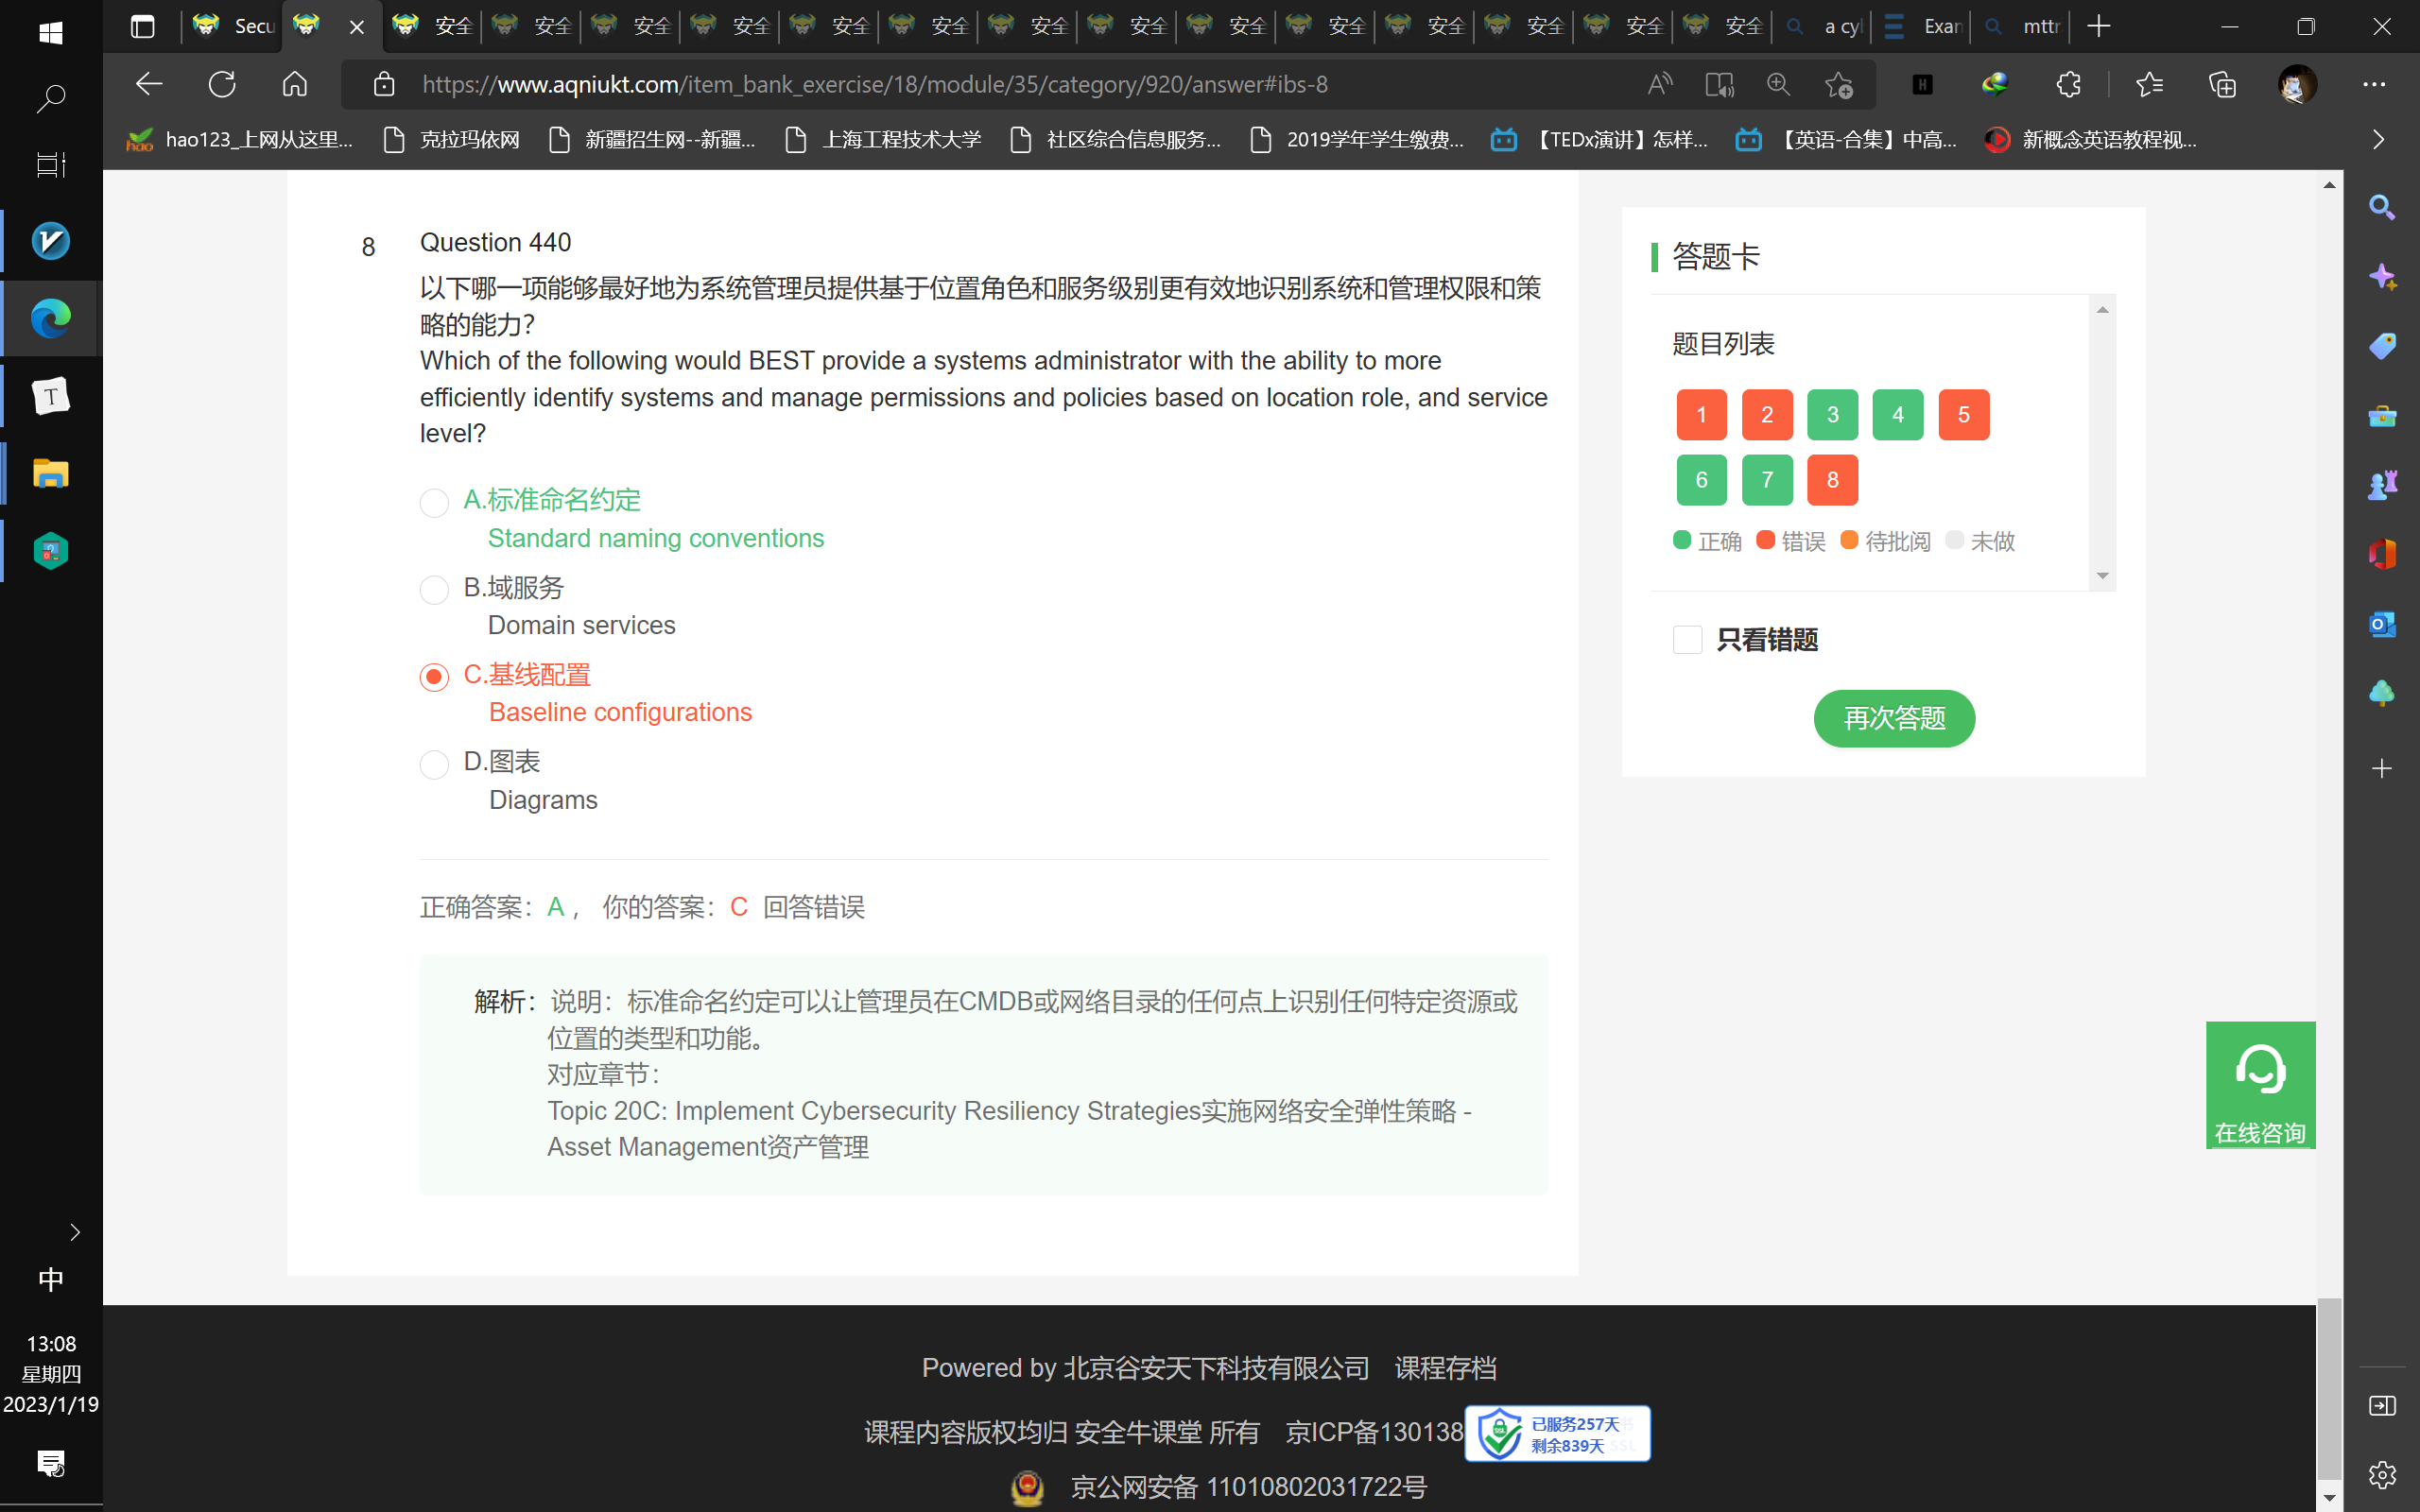 Secu
安全
安全
安全
安全
安全
安全
安全
安全
安全
安全
安全
安全
安全
安全
a cyl
Exan
mttr
https://www.aqniukt.com/item_bank_exercise/18/module/35/category/920/answer#ibs-8
hao123_上网从这里...
克拉玛依网
新疆招生网--新疆...
上海工程技术大学
社区综合信息服务...
2019学年学生缴费...
【TEDx演讲】怎样...
【英语-合集】中高...
新概念英语教程视...
8
Question 440
以下哪一项能够最好地为系统管理员提供基于位置角色和服务级别更有效地识别系统和管理权限和策
略的能力?
Which of the following would BEST provide a systems administrator with the ability to more
efficiently identify systems and manage permissions and policies based on location role, and service
level?
A.标准命名约定
Standard naming conventions
B.域服务
Domain services
C.基线配置
Baseline configurations
D.图表
Diagrams
正确答案：A， 你的答案：C 回答错误
解析：说明：标准命名约定可以让管理员在CMDB或网络目录的任何点上识别任何特定资源或
位置的类型和功能。
对应章节：
Topic 20C: Implement Cybersecurity Resiliency Strategies实施网络安全弹性策略 -
Asset Management资产管理
答题卡
题目列表
1 2 3 4 5
6 7 8
正确 错误 待批阅 未做
只看错题
再次答题
在线咨询
中
13:08
星期四
2023/1/19
Powered by 北京谷安天下科技有限公司 课程存档
课程内容版权均归 安全牛课堂 所有 京ICP备130138
已服务257天
剩余839天
京公网安备 11010802031722号